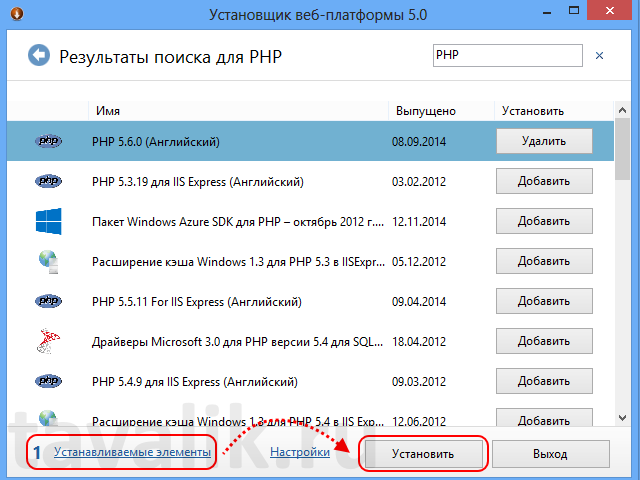 Установщик веб-платформы 5.0
Результаты поиска для PHP
PHP
Имя Выпущено Установить
php PHP 5.6.0 (Английский) 08.09.2014 Удалить
php PHP 5.3.19 для IIS Express (Английский) 03.02.2012 Добавить
Пакет Windows Azure SDK для PHP – октябрь 2012 г.... 12.11.2014 Добавить
Расширение кэша Windows 1.3 для PHP 5.3 в IISExpr... 05.12.2012 Добавить
php PHP 5.5.11 For IIS Express (Английский) 09.04.2014 Добавить
Драйверы Microsoft 3.0 для PHP версии 5.4 для SQL... 18.04.2012 Добавить
php PHP 5.4.9 для IIS Express (Английский) 09.03.2012 Добавить
Расширение кэша Windows 1.3 для PHP 5.4 в IIS Exp... 12.06.2012 Добавить
tavalik.ru
1 Устанавливаемые элементы Настройки Установить Выход